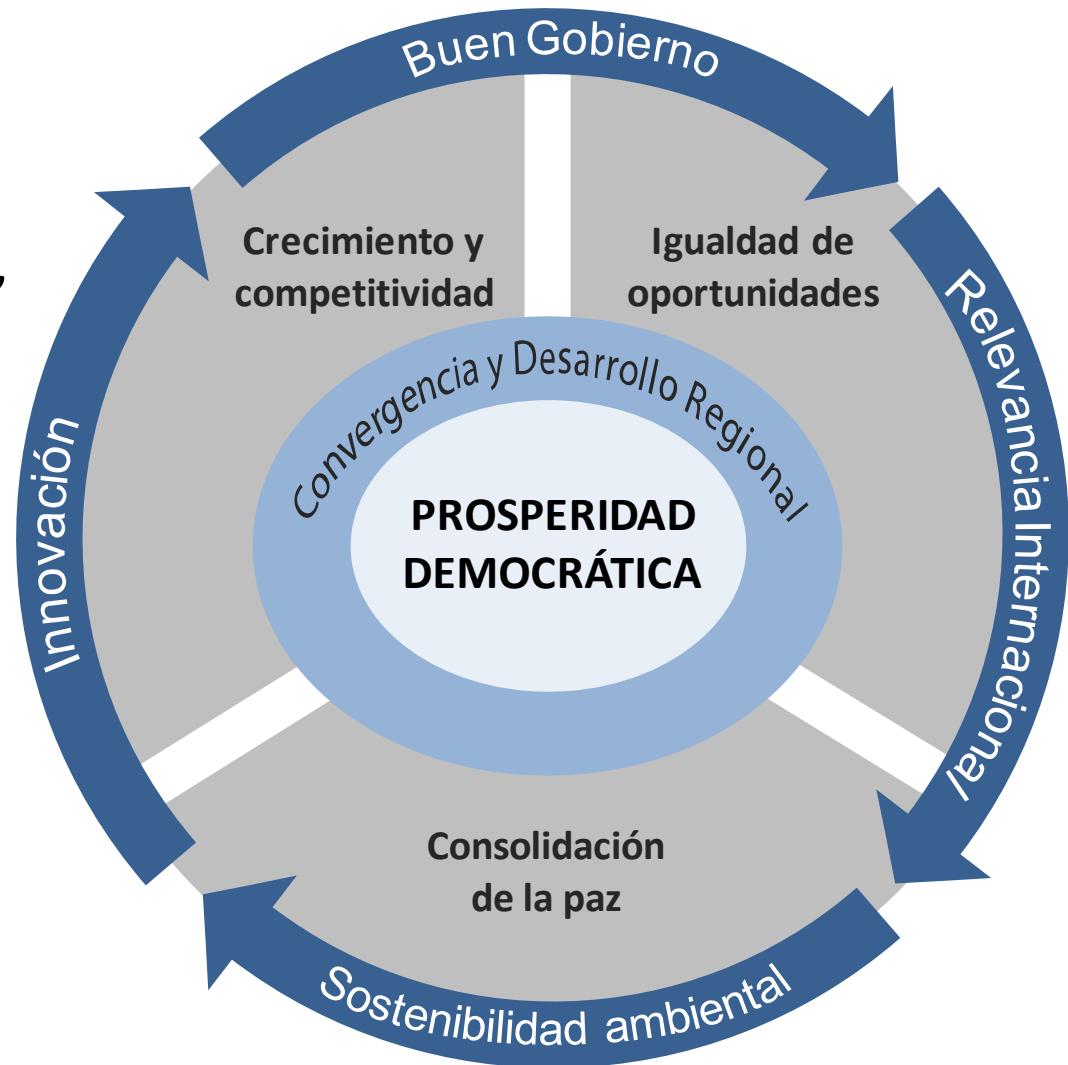 Buen Gobierno
Crecimiento y
competitividad
Igualdad de
oportunidades
Relevancia Internacional
Innovación
Convergencia y Desarrollo Regional
PROSPERIDAD
DEMOCRÁTICA
Consolidación
de la paz
Sostenibilidad ambiental